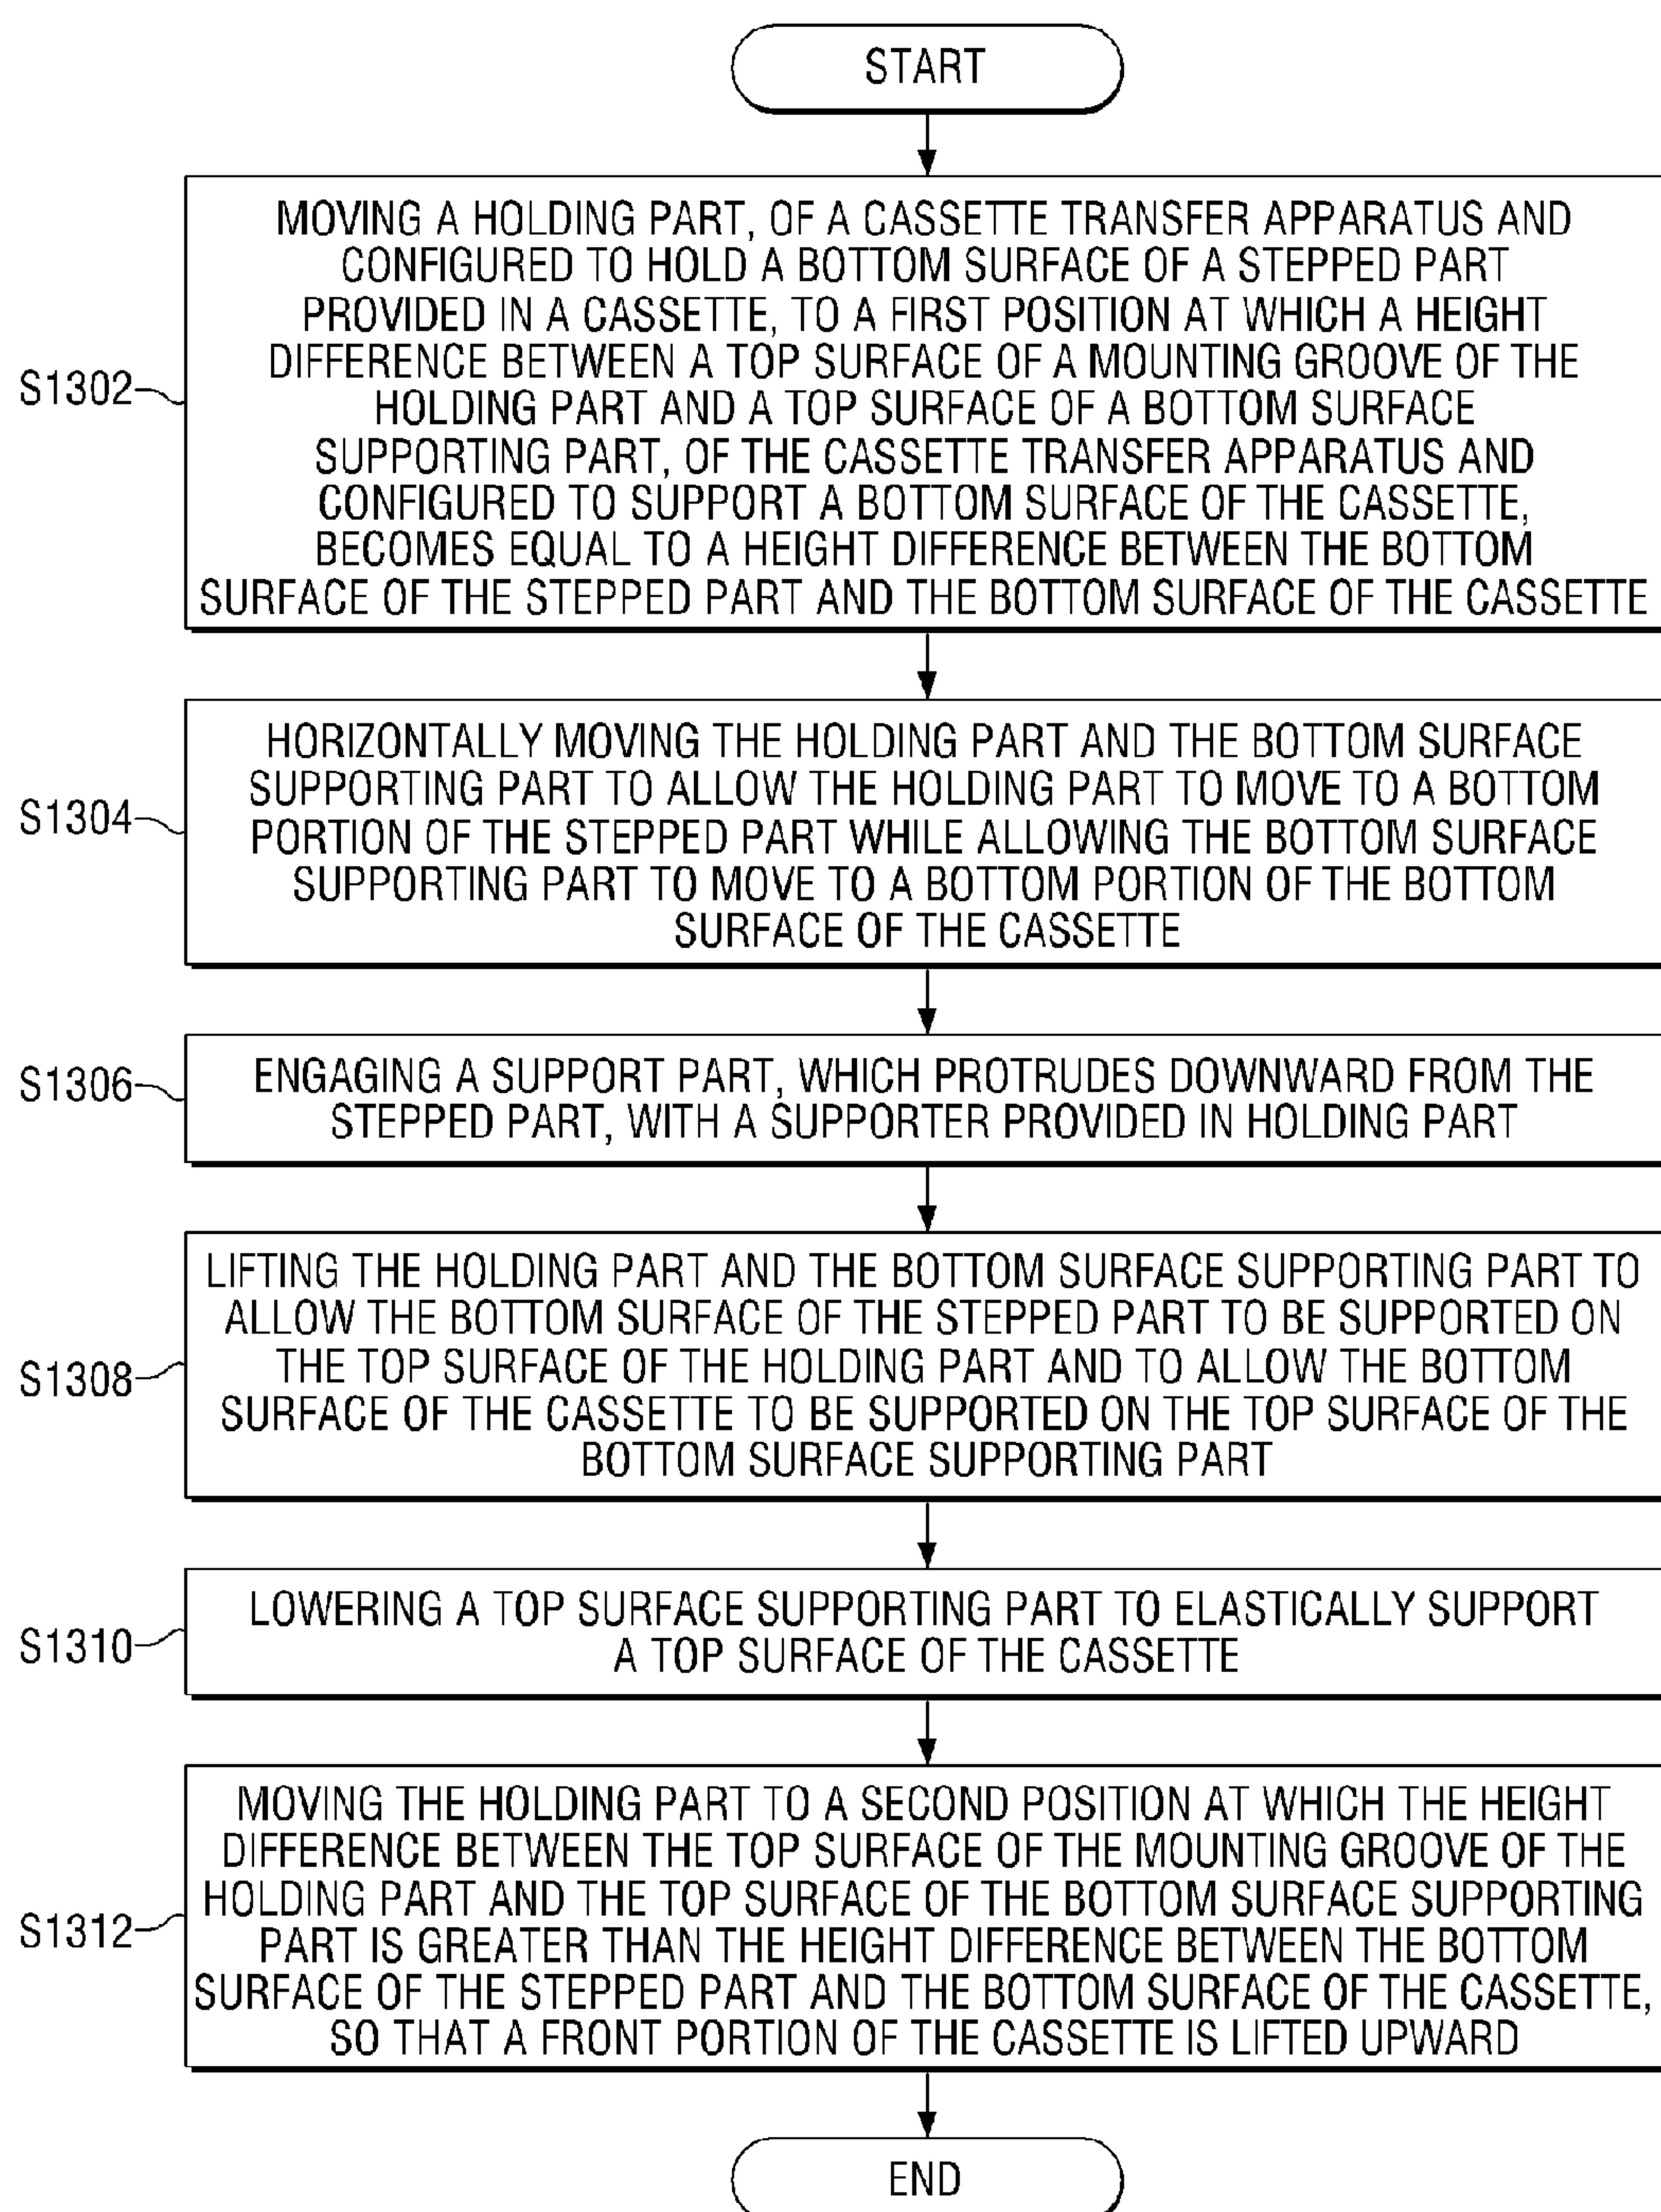 START
MOVING A HOLDING PART, OF A CASSETTE TRANSFER APPARATUS AND
CONFIGURED TO HOLD A BOTTOM SURFACE OF A STEPPED PART
PROVIDED IN A CASSETTE, TO A FIRST POSITION AT WHICH A HEIGHT
DIFFERENCE BETWEEN A TOP SURFACE OF A MOUNTING GROOVE OF THE
HOLDING PART AND A TOP SURFACE OF A BOTTOM SURFACE
SUPPORTING PART, OF THE CASSETTE TRANSFER APPARATUS AND
CONFIGURED TO SUPPORT A BOTTOM SURFACE OF THE CASSETTE,
BECOMES EQUAL TO A HEIGHT DIFFERENCE BETWEEN THE BOTTOM
SURFACE OF THE STEPPED PART AND THE BOTTOM SURFACE OF THE CASSETTE
S1302
HORIZONTALLY MOVING THE HOLDING PART AND THE BOTTOM SURFACE
SUPPORTING PART TO ALLOW THE HOLDING PART TO MOVE TO A BOTTOM
PORTION OF THE STEPPED PART WHILE ALLOWING THE BOTTOM SURFACE
SUPPORTING PART TO MOVE TO A BOTTOM PORTION OF THE BOTTOM
SURFACE OF THE CASSETTE
S1304
ENGAGING A SUPPORT PART, WHICH PROTRUDES DOWNWARD FROM THE
STEPPED PART, WITH A SUPPORTER PROVIDED IN HOLDING PART
S1306
LIFTING THE HOLDING PART AND THE BOTTOM SURFACE SUPPORTING PART TO
ALLOW THE BOTTOM SURFACE OF THE STEPPED PART TO BE SUPPORTED ON
THE TOP SURFACE OF THE HOLDING PART AND TO ALLOW THE BOTTOM
SURFACE OF THE CASSETTE TO BE SUPPORTED ON THE TOP SURFACE OF THE
BOTTOM SURFACE SUPPORTING PART
S1308
LOWERING A TOP SURFACE SUPPORTING PART TO ELASTICALLY SUPPORT
A TOP SURFACE OF THE CASSETTE
S1310
MOVING THE HOLDING PART TO A SECOND POSITION AT WHICH THE HEIGHT
DIFFERENCE BETWEEN THE TOP SURFACE OF THE MOUNTING GROOVE OF THE
HOLDING PART AND THE TOP SURFACE OF THE BOTTOM SURFACE SUPPORTING
PART IS GREATER THAN THE HEIGHT DIFFERENCE BETWEEN THE BOTTOM
SURFACE OF THE STEPPED PART AND THE BOTTOM SURFACE OF THE CASSETTE,
SO THAT A FRONT PORTION OF THE CASSETTE IS LIFTED UPWARD
S1312
END